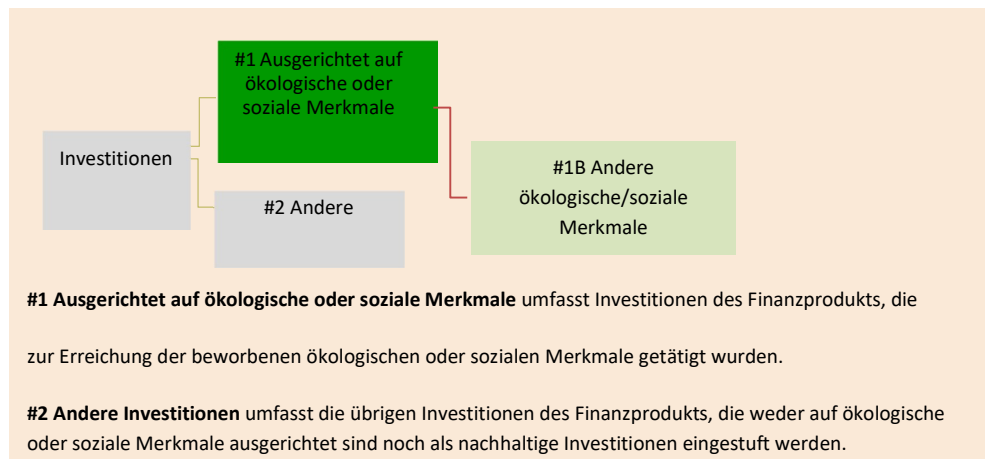 #1 Ausgerichtet auf
ökologische oder
soziale Merkmale
Investitionen
#1B Andere
ökologische/soziale
Merkmale
#2 Andere
#1 Ausgerichtet auf ökologische oder soziale Merkmale umfasst Investitionen des Finanzprodukts, die
zur Erreichung der beworbenen ökologischen oder sozialen Merkmale getätigt wurden.
#2 Andere Investitionen umfasst die übrigen Investitionen des Finanzprodukts, die weder auf ökologische
oder soziale Merkmale ausgerichtet sind noch als nachhaltige Investitionen eingestuft werden.